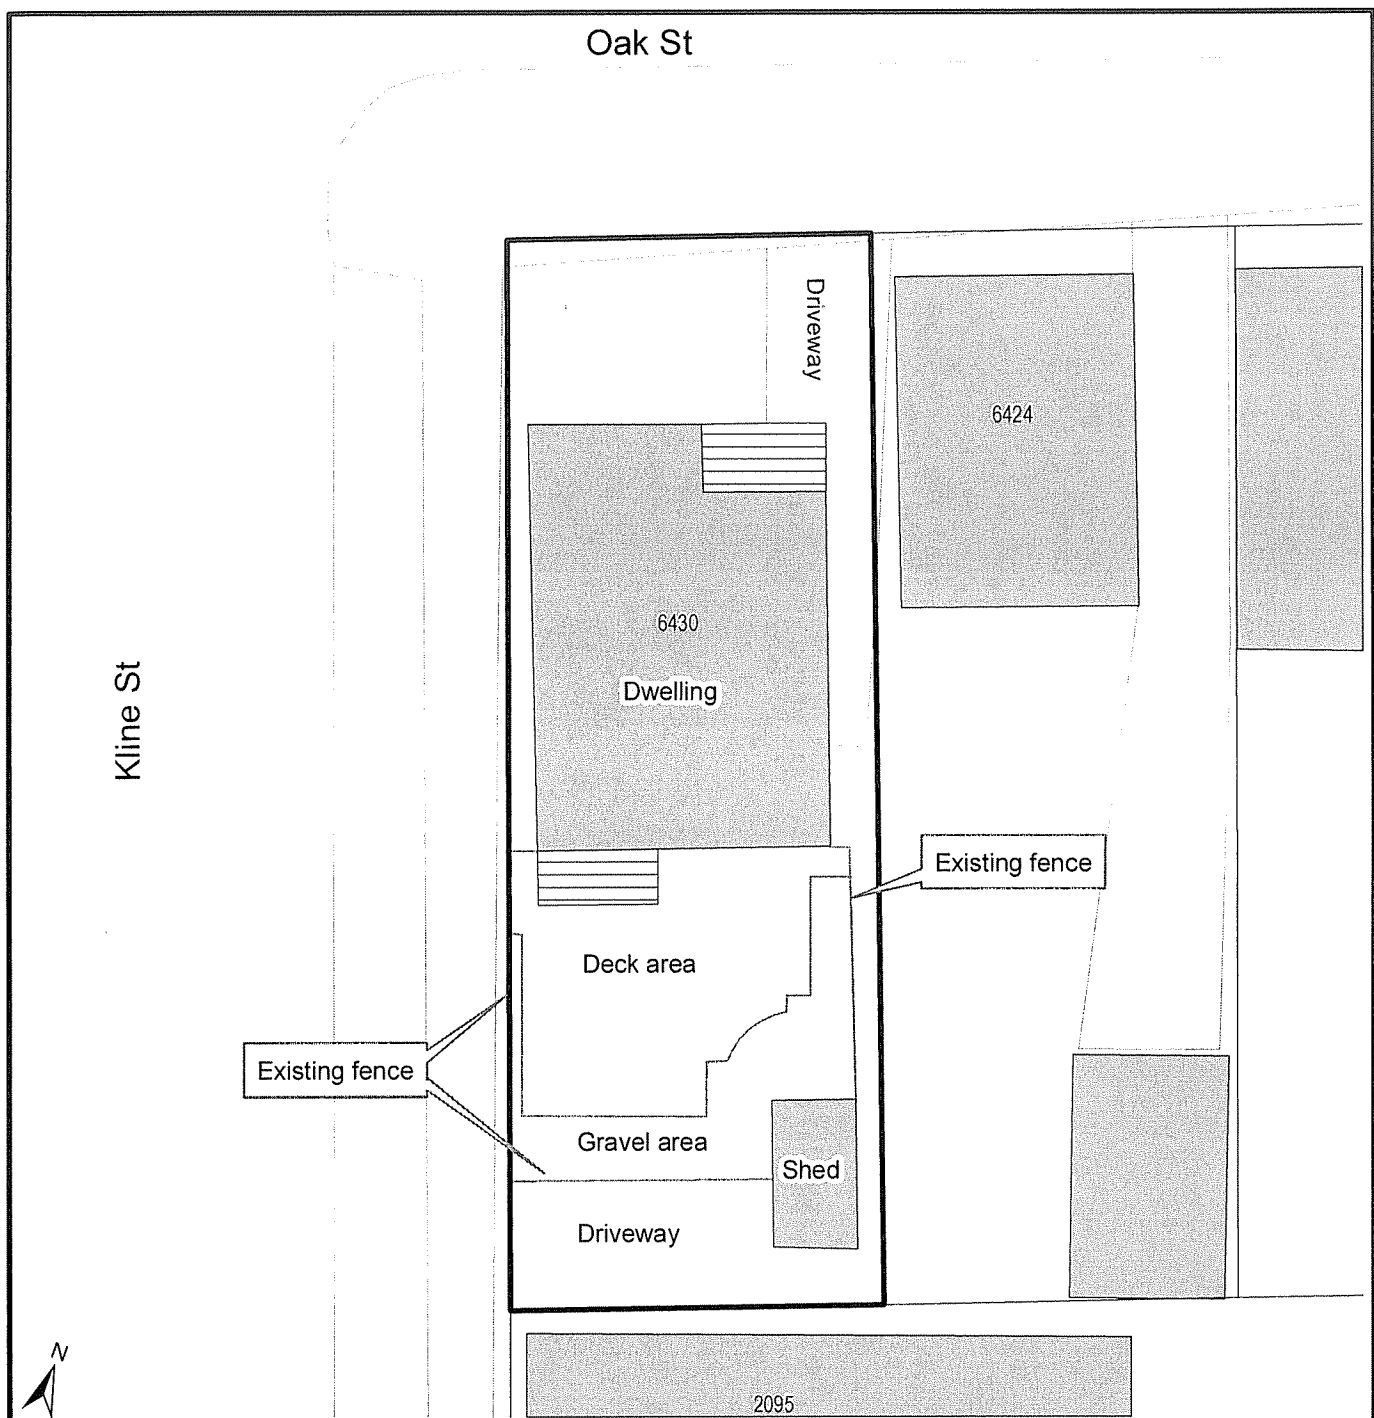 Oak St
Driveway
6424
6430
Dwelling
Kline St
Existing fence
Deck area
Existing fence
Gravel area
Shed
Driveway
N
2095